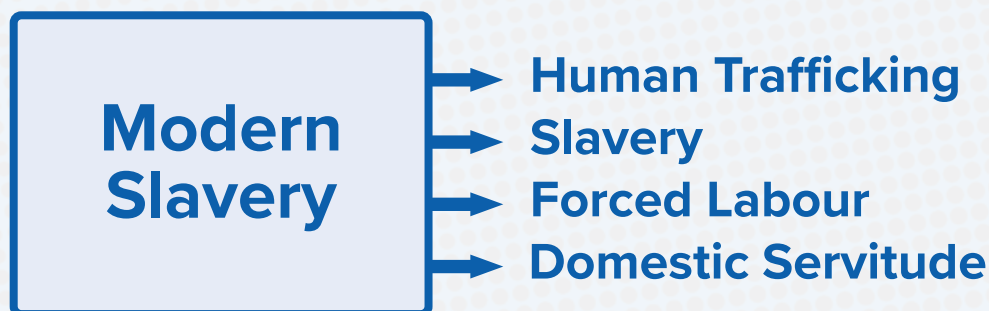 Modern
Slavery
Human Trafficking
Slavery
Forced Labour
Domestic Servitude